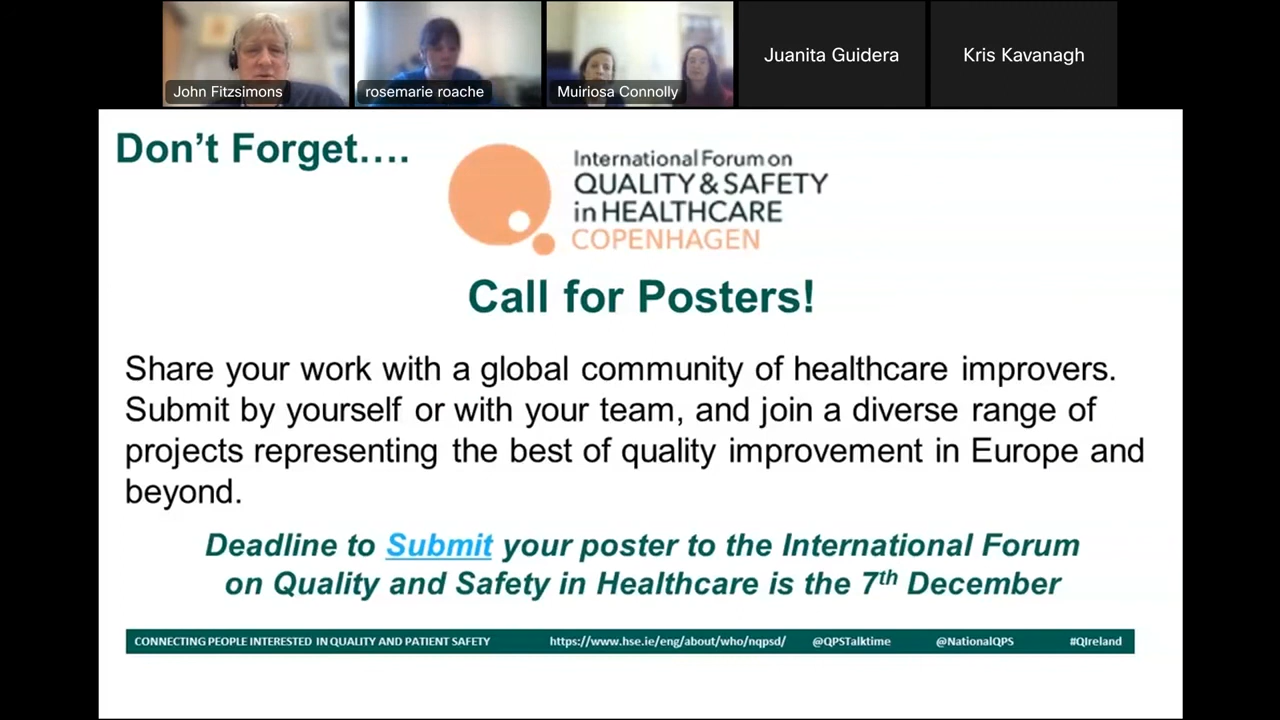 John Fitzsimons
rosemarie roache
Muiriosa Connolly
Juanita Guidera
Kris Kavanagh
Don’t Forget….
International Forum on
QUALITY & SAFETY
in HEALTHCARE
COPENHAGEN
Call for Posters!
Share your work with a global community of healthcare improvers.
Submit by yourself or with your team, and join a diverse range of
projects representing the best of quality improvement in Europe and
beyond.
Deadline to Submit your poster to the International Forum
on Quality and Safety in Healthcare is the 7th December
CONNECTING PEOPLE INTERESTED IN QUALITY AND PATIENT SAFETY
https://www.hse.ie/eng/about/who/nqpsd/
@QPSTalktime
@NationalQPS
#QIreland